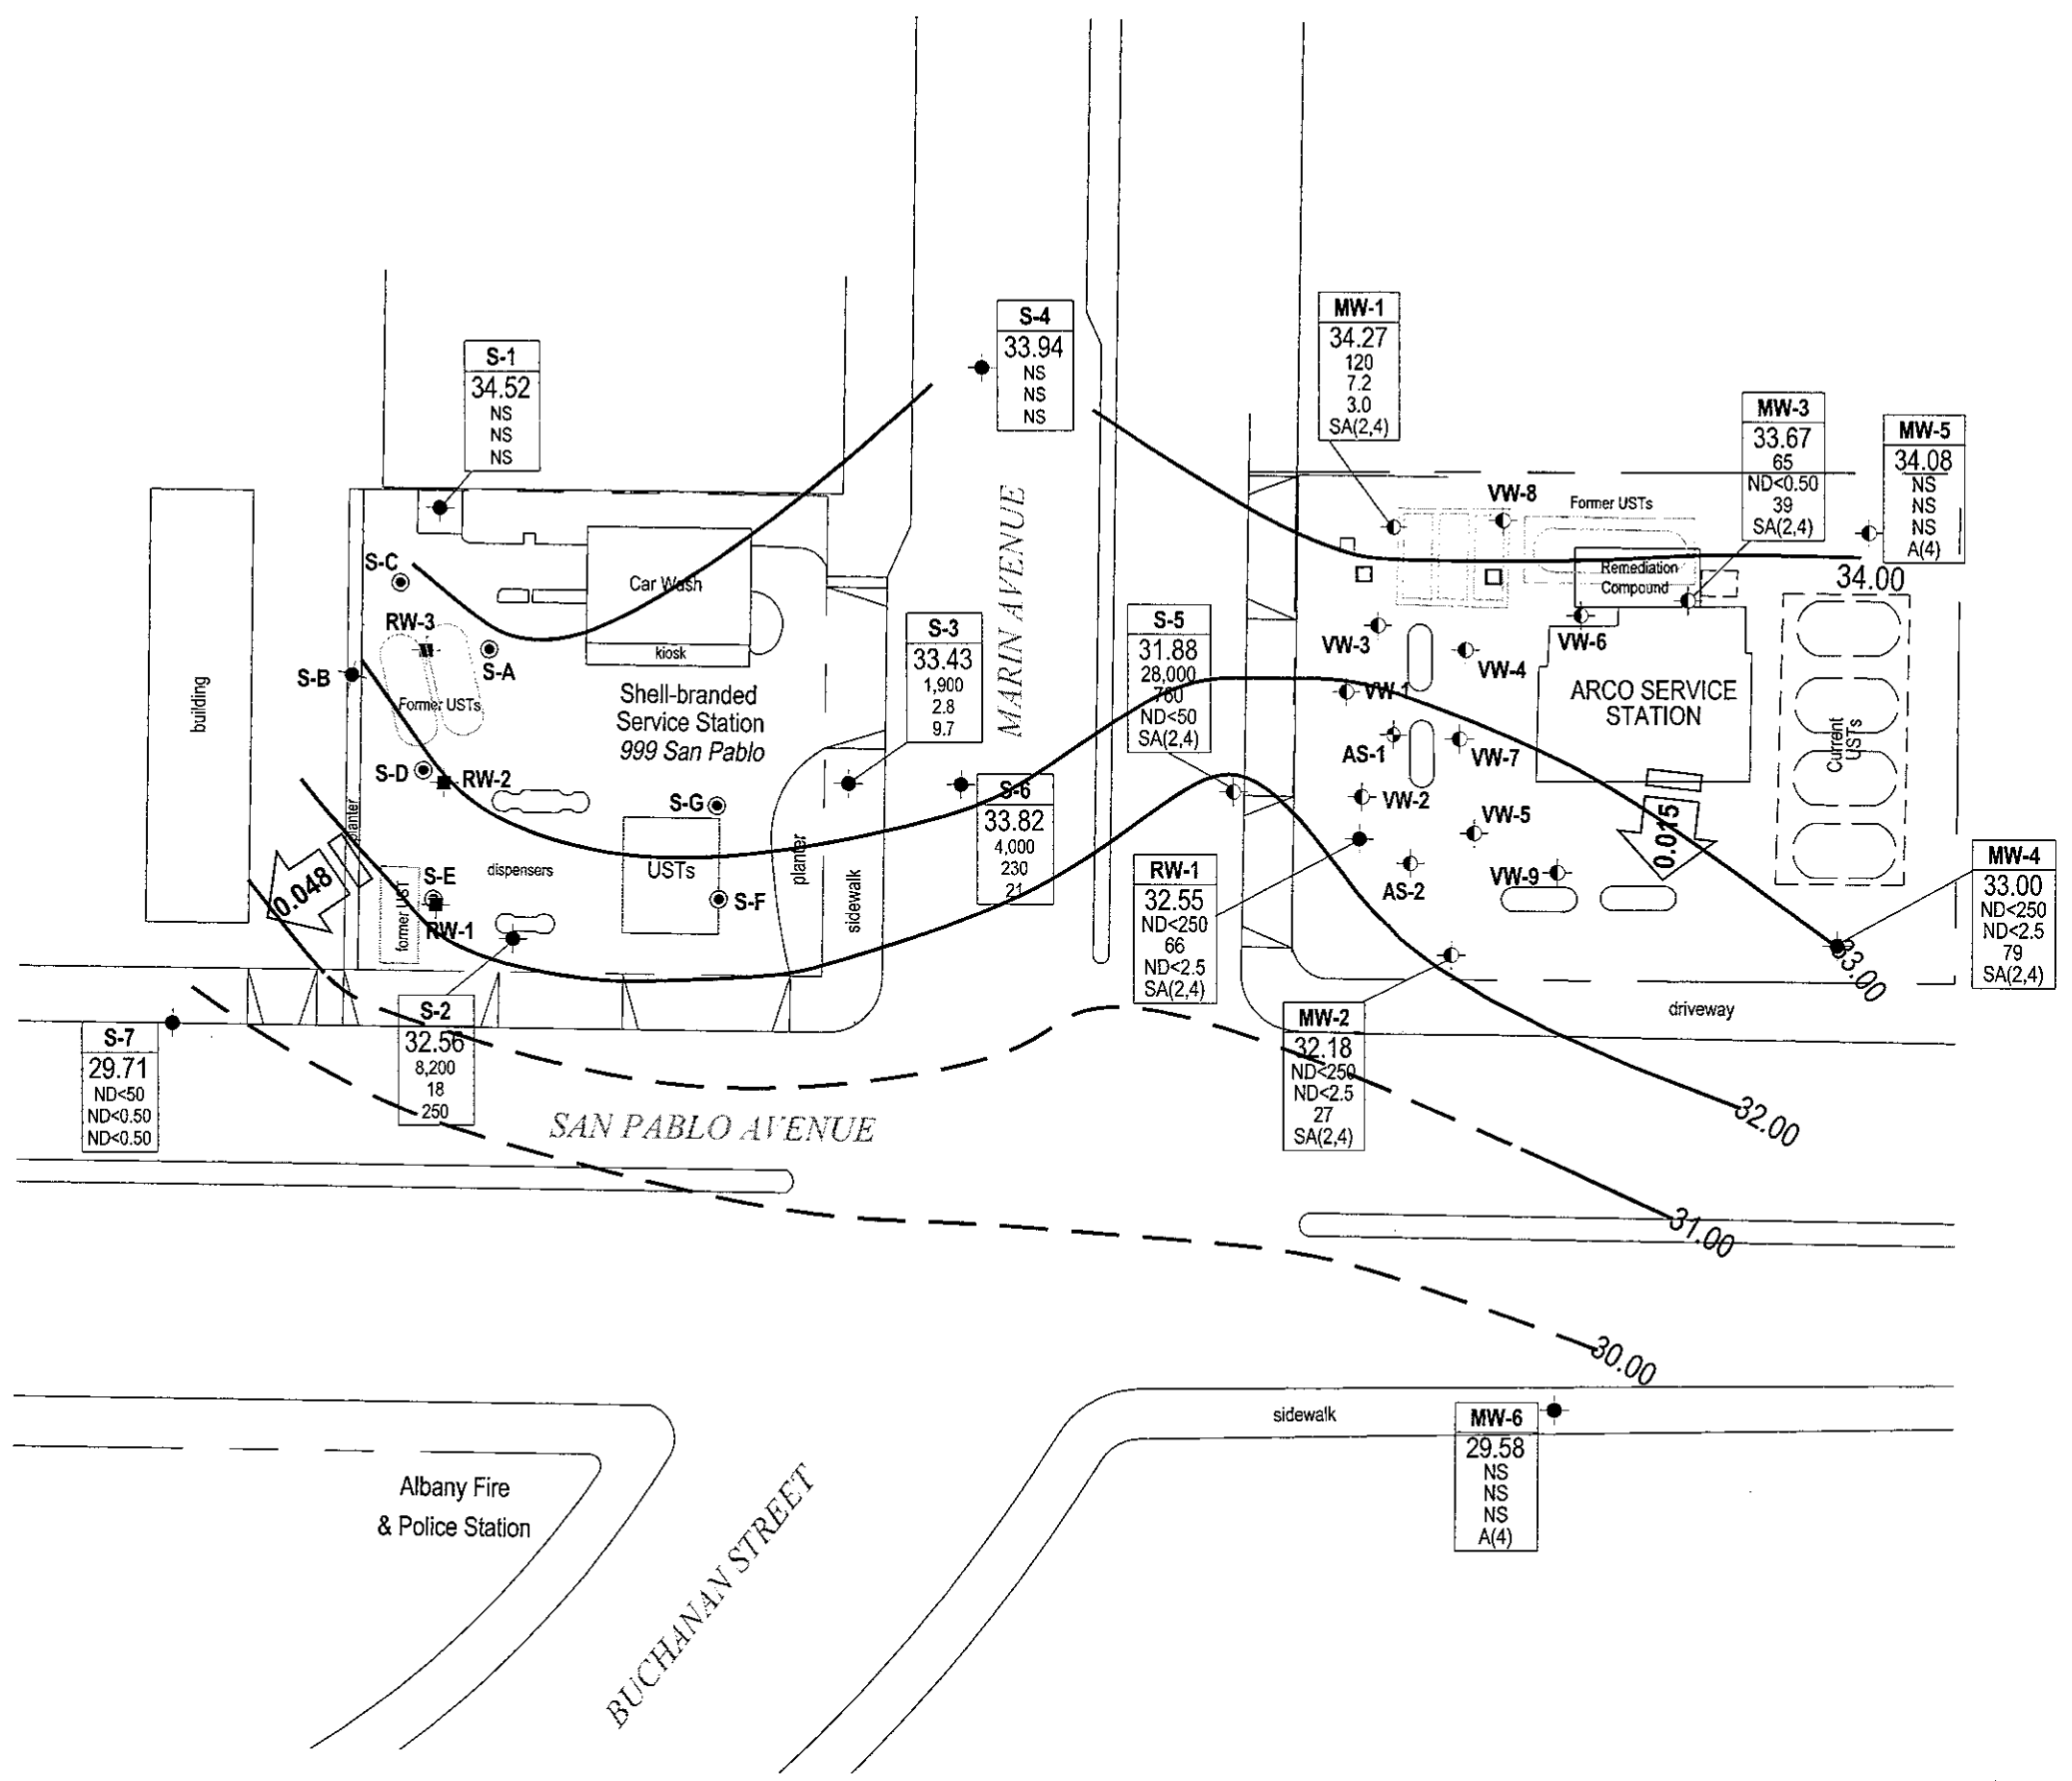 S-4
33.94
NS
NS
NS
MW-1
34.27
120
7.2
3.0
SA(2,4)
S-1
34.52
NS
NS
NS
MW-3
33.67
65
ND<0.50
39
SA(2,4)
MW-5
34.08
NS
NS
NS
A(4)
VW-8
Former USTs
MARIN AVENUE
S-C
Car Wash
Remediation
Compound
34.00
RW-3
S-A
kiosk
S-3
33.43
1,900
2.8
9.7
S-5
31.88
28,000
760
ND<50
SA(2,4)
VW-3
VW-4
VW-6
S-B
building
Former USTs
Shell-branded
Service Station
999 San Pablo
VW-1
ARCO SERVICE
STATION
AS-1
VW-7
Current
USTs
S-D
RW-2
S-G
S-6
33.82
4,000
230
21
VW-2
VW-5
0.015
planter
planter
sidewalk
0.048
S-E
dispensers
USTs
S-F
former UST
RW-1
RW-1
32.55
ND<250
66
ND<2.5
SA(2,4)
AS-2
VW-9
MW-4
33.00
ND<250
ND<2.5
79
SA(2,4)
33.00
driveway
S-2
32.56
8,200
18
250
S-7
29.71
ND<50
ND<0.50
ND<0.50
MW-2
32.18
ND<250
ND<2.5
27
SA(2,4)
SAN PABLO AVENUE
32.00
31.00
30.00
sidewalk
MW-6
29.58
NS
NS
NS
A(4)
Albany Fire
& Police Station
BUCHANAN STREET